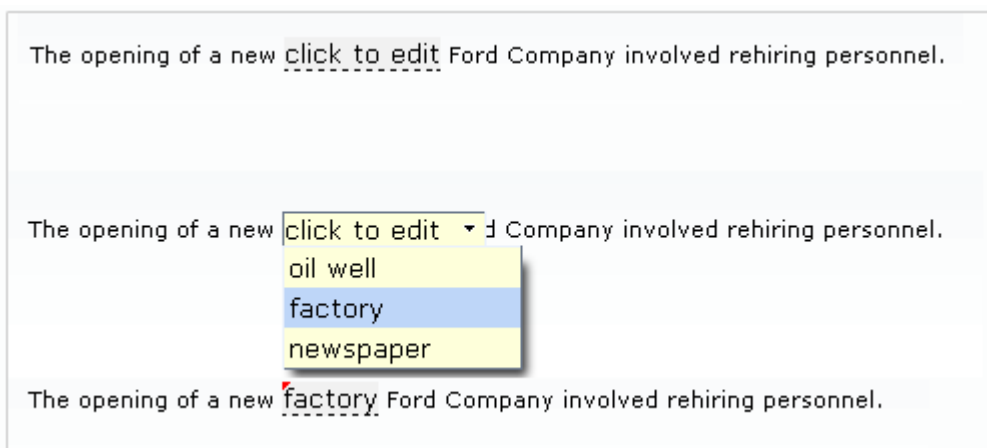 The opening of a new click to edit Ford Company involved rehiring personnel.
The opening of a new click to edit d Company involved rehiring personnel.
oil well
factory
newspaper
The opening of a new factory Ford Company involved rehiring personnel.